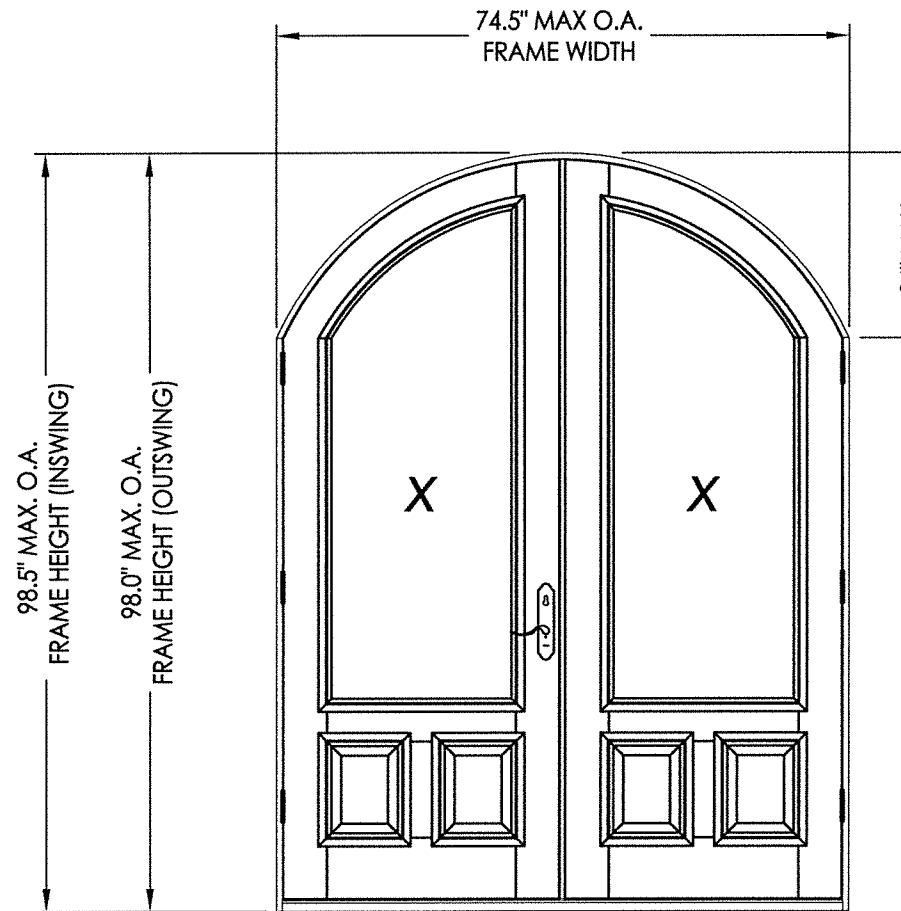 74.5" MAX O.A.
FRAME WIDTH
98.5" MAX. O.A.
FRAME HEIGHT (INSWING)
98.0" MAX. O.A.
FRAME HEIGHT (OUTSWING)
X
X